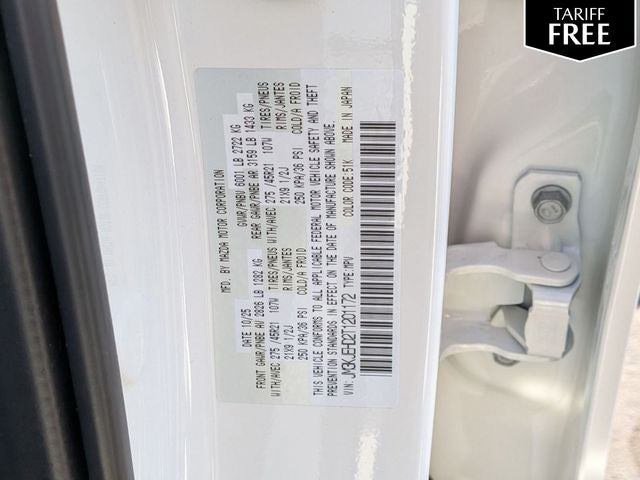 TARIFF
FREE
MFD. BY MAZDA MOTOR CORPORATION
DATE 10/25 GVWR/PNBV 6001 LB 2722 KG
FRONT GAWR/PNBE AV 2826 LB 1282 KG REAR GAWR/PNBE AR 3159 LB 1433 KG
WITH/AVEC 275 /45R21 107W TIRES/PNEUS WITH/AVEC 275 /45R21 107W TIRES/PNEUS
21X9 1/2J RIMS/JANTES 21X9 1/2J RIMS/JANTES
250 KPA/36 PSI COLD/A FROID 250 KPA/36 PSI COLD/A FROID
THIS VEHICLE CONFORMS TO ALL APPLICABLE FEDERAL MOTOR VEHICLE SAFETY AND THEFT
PREVENTION STANDARDS IN EFFECT ON THE DATE OF MANUFACTURE SHOWN ABOVE.
VIN: JM3KJEHD2T1201172 TYPE:MPV COLOR CODE:51K MADE IN JAPAN